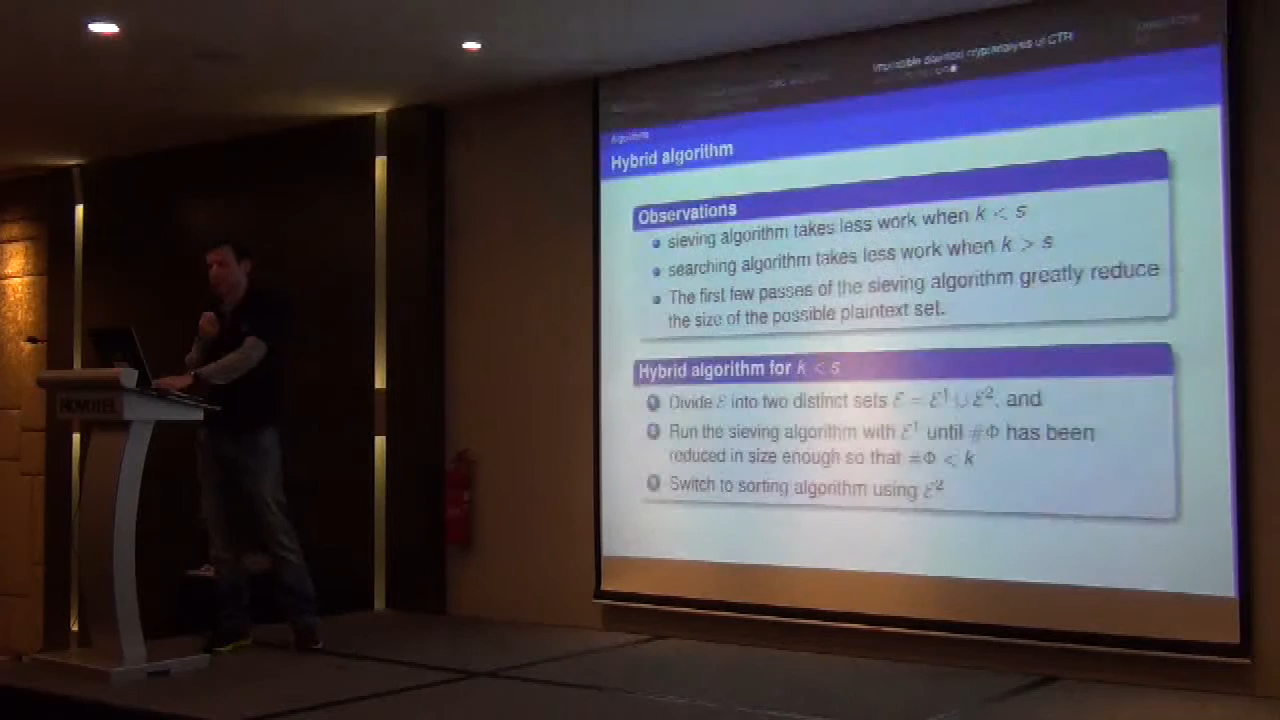 Impossible plaintext cryptanalysis of CTR
Algorithms
Hybrid algorithm
Observations
sieving algorithm takes less work when k < s
searching algorithm takes less work when k > s
The first few passes of the sieving algorithm greatly reduce
the size of the possible plaintext set.
Hybrid algorithm for k < s
Divide ℰ into two distinct sets ℰ = ℰ¹ ∪ ℰ², and
Run the sieving algorithm with ℰ¹ until #Φ has been
reduced in size enough so that #Φ < k
Switch to sorting algorithm using ℰ²
NOVOTEL